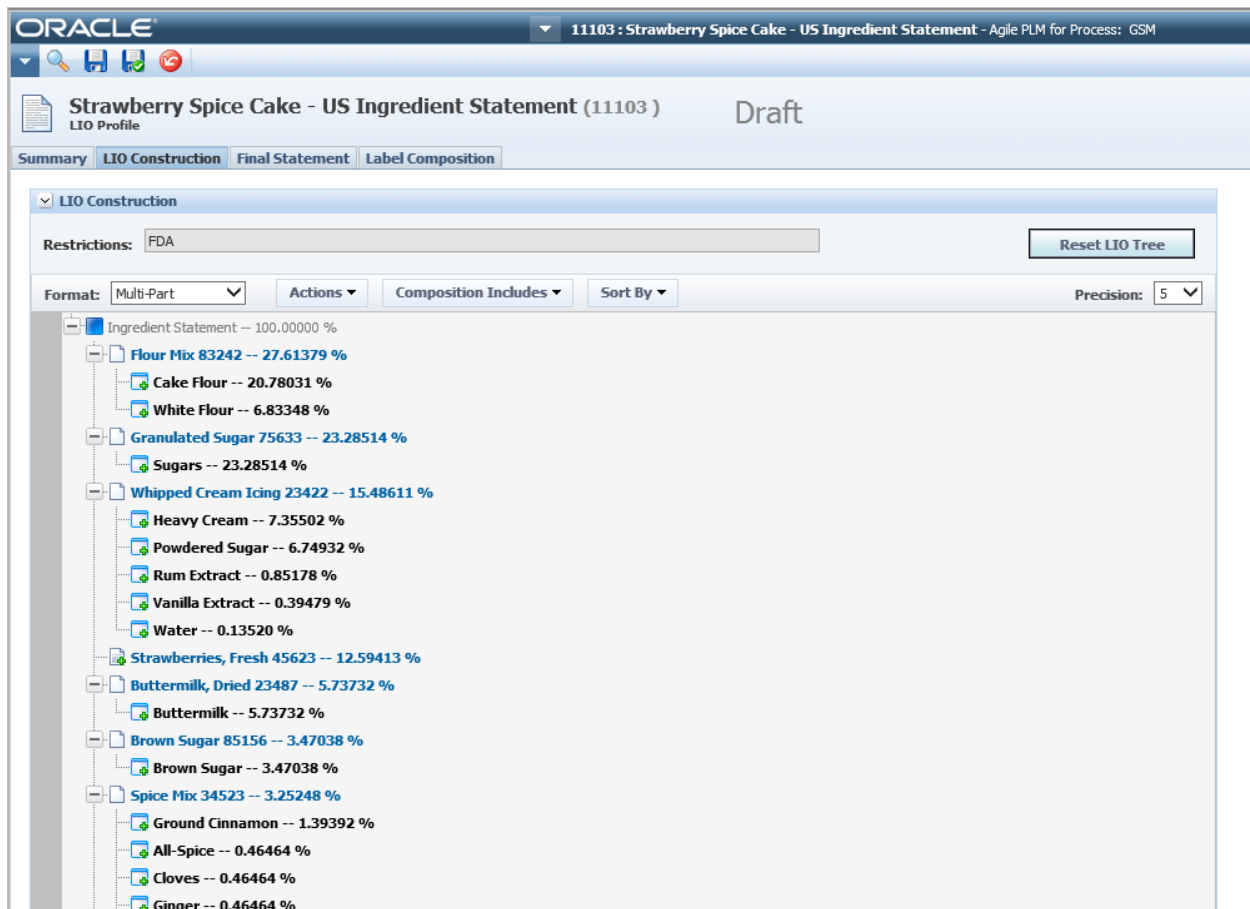 ORACLE®
11103 : Strawberry Spice Cake - US Ingredient Statement - Agile PLM for Process: GSM
Strawberry Spice Cake - US Ingredient Statement (11103 )
Draft
LIO Profile
Summary LIO Construction Final Statement Label Composition
LIO Construction
Restrictions: FDA Reset LIO Tree
Format: Multi-Part Actions Composition Includes Sort By Precision: 5
Ingredient Statement -- 100.00000 %
Flour Mix 83242 -- 27.61379 %
Cake Flour -- 20.78031 %
White Flour -- 6.83348 %
Granulated Sugar 75633 -- 23.28514 %
Sugars -- 23.28514 %
Whipped Cream Icing 23422 -- 15.48611 %
Heavy Cream -- 7.35502 %
Powdered Sugar -- 6.74932 %
Rum Extract -- 0.85178 %
Vanilla Extract -- 0.39479 %
Water -- 0.13520 %
Strawberries, Fresh 45623 -- 12.59413 %
Buttermilk, Dried 23487 -- 5.73732 %
Buttermilk -- 5.73732 %
Brown Sugar 85156 -- 3.47038 %
Brown Sugar -- 3.47038 %
Spice Mix 34523 -- 3.25248 %
Ground Cinnamon -- 1.39392 %
All-Spice -- 0.46464 %
Cloves -- 0.46464 %
Ginger -- 0.46464 %